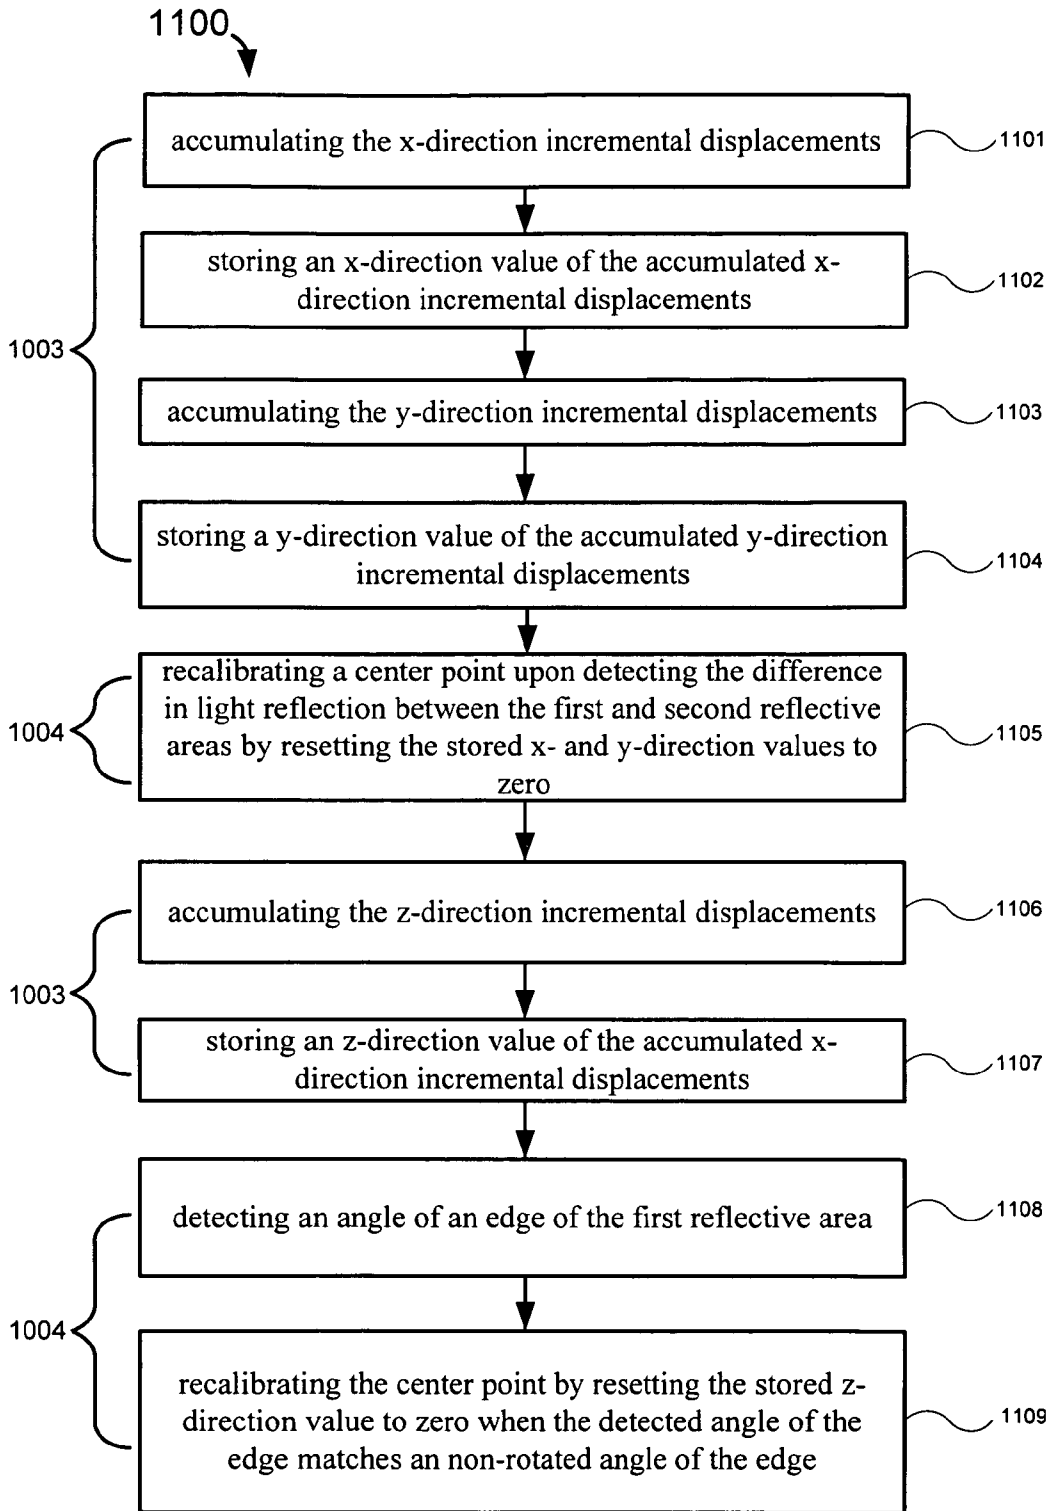 1100
accumulating the x-direction incremental displacements
1101
storing an x-direction value of the accumulated x-
direction incremental displacements
1102
1003
accumulating the y-direction incremental displacements
1103
storing a y-direction value of the accumulated y-direction
incremental displacements
1104
1004
recalibrating a center point upon detecting the difference
in light reflection between the first and second reflective
areas by resetting the stored x- and y-direction values to
zero
1105
accumulating the z-direction incremental displacements
1106
1003
storing an z-direction value of the accumulated x-
direction incremental displacements
1107
detecting an angle of an edge of the first reflective area
1108
1004
recalibrating the center point by resetting the stored z-
direction value to zero when the detected angle of the
edge matches an non-rotated angle of the edge
1109